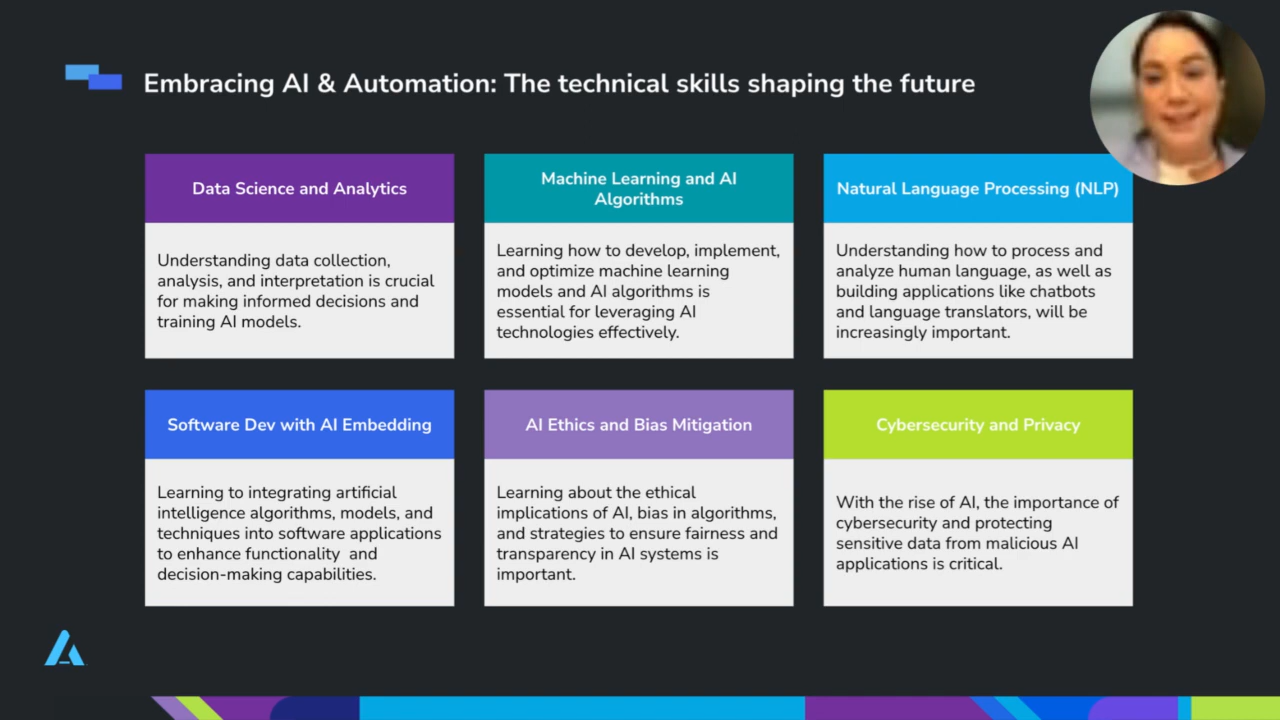 Embracing AI & Automation: The technical skills shaping the future
Data Science and Analytics
Understanding data collection,
analysis, and interpretation is crucial
for making informed decisions and
training AI models.
Machine Learning and AI
Algorithms
Learning how to develop, implement,
and optimize machine learning
models and AI algorithms is
essential for leveraging AI
technologies effectively.
Natural Language Processing (NLP)
Understanding how to process and
analyze human language, as well as
building applications like chatbots
and language translators, will be
increasingly important.
Software Dev with AI Embedding
Learning to integrating artificial
intelligence algorithms, models, and
techniques into software applications
to enhance functionality  and
decision-making capabilities.
AI Ethics and Bias Mitigation
Learning about the ethical
implications of AI, bias in algorithms,
and strategies to ensure fairness and
transparency in AI systems is
important.
Cybersecurity and Privacy
With the rise of AI, the importance of
cybersecurity and protecting
sensitive data from malicious AI
applications is critical.